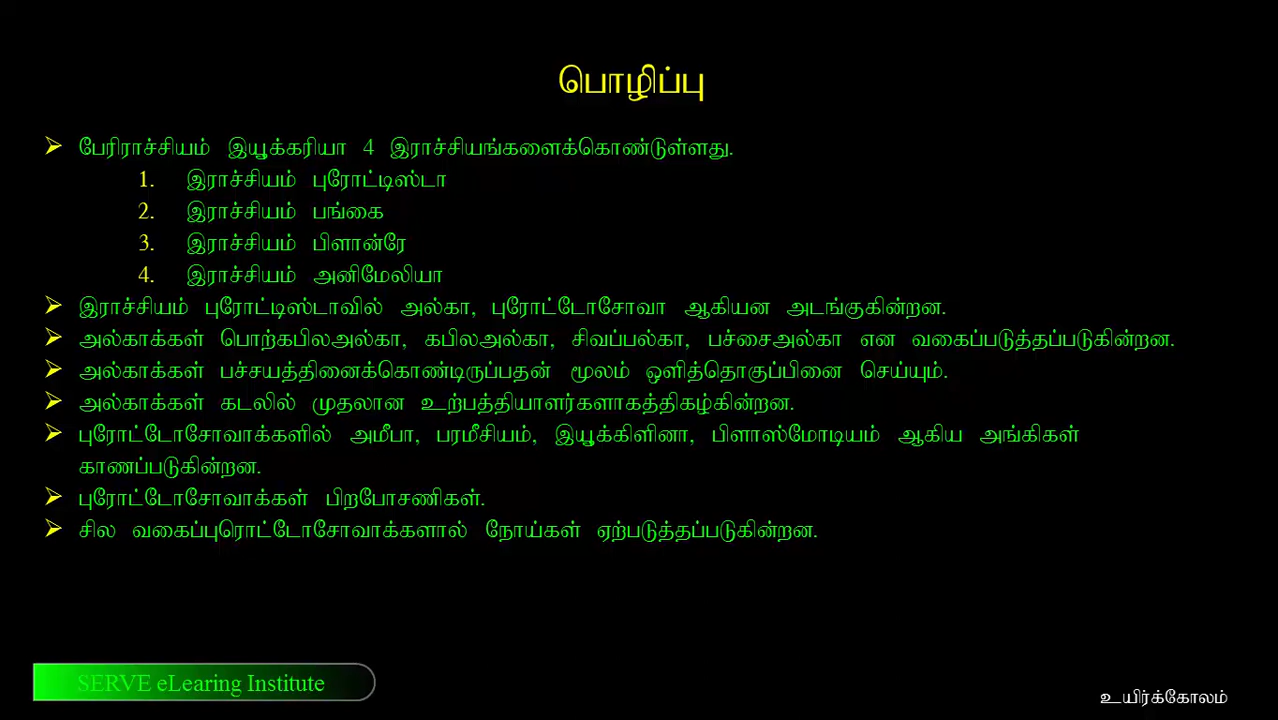 பொழிப்பு
➢ பேரிராச்சியம் இயூக்கரியா 4 இராச்சியங்களைக்கொண்டுள்ளது.
1. இராச்சியம் புரோட்டிஸ்டா
2. இராச்சியம் பங்கை
3. இராச்சியம் பிளான்ரே
4. இராச்சியம் அனிமேலியா
➢ இராச்சியம் புரோட்டிஸ்டாவில் அல்கா, புரோட்டோசோவா ஆகியன அடங்குகின்றன.
➢ அல்காக்கள் பொற்கபிலஅல்கா, கபிலஅல்கா, சிவப்பல்கா, பச்சைஅல்கா என வகைப்படுத்தப்படுகின்றன.
➢ அல்காக்கள் பச்சயத்தினைக்கொண்டிருப்பதன் மூலம் ஒளித்தொகுப்பினை செய்யும்.
➢ அல்காக்கள் கடலில் முதலான உற்பத்தியாளர்களாகத்திகழ்கின்றன.
➢ புரோட்டோசோவாக்களில் அமீபா, பரமீசியம், இயூக்கிளினா, பிளாஸ்மோடியம் ஆகிய அங்கிகள்
காணப்படுகின்றன.
➢ புரோட்டோசோவாக்கள் பிறபோசணிகள்.
➢ சில வகைப்புரொட்டோசோவாக்களால் நோய்கள் ஏற்படுத்தப்படுகின்றன.
SERVE eLearing Institute
உயிர்க்கோலம்